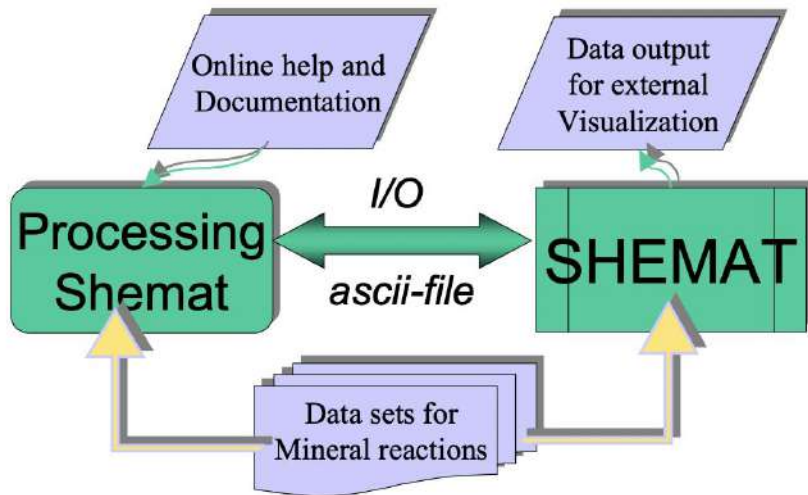 Online help and
Documentation
Data output
for external
Visualization
Processing
Shemat
I/O
ascii-file
SHEMAT
Data sets for
Mineral reactions